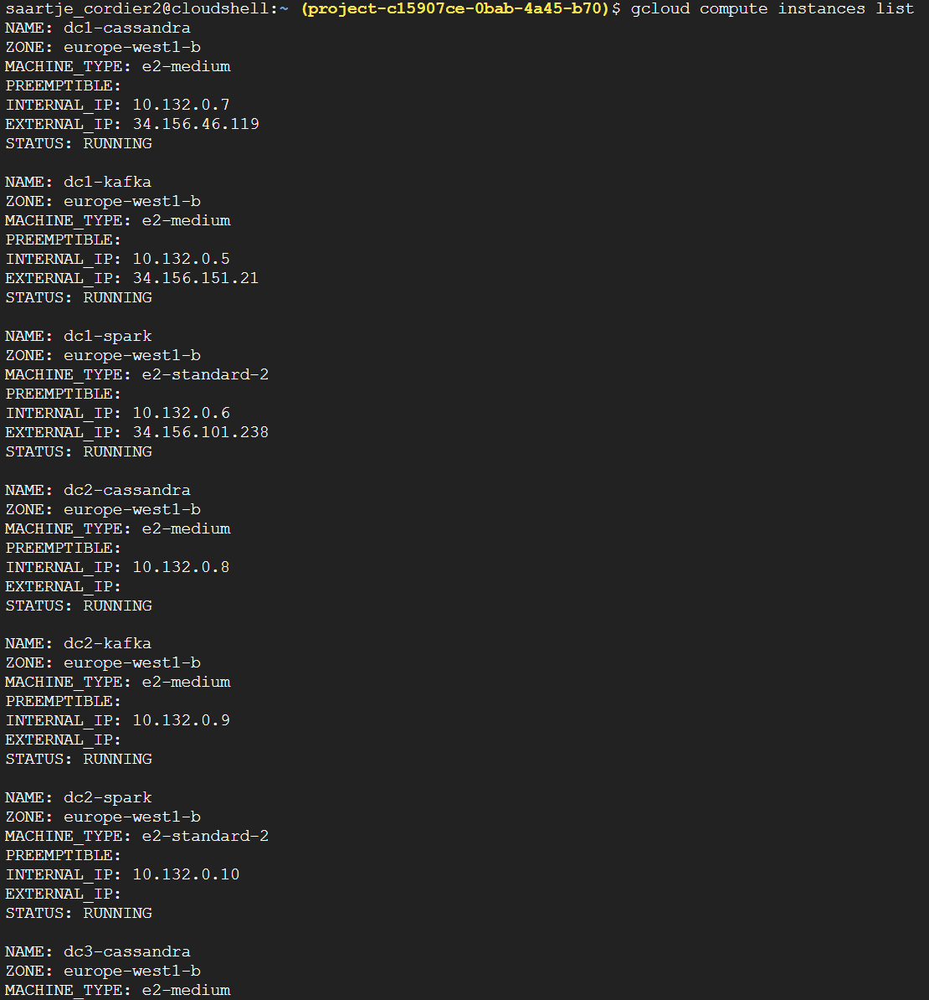 saartje_cordier2@cloudshell:~ (project-c15907ce-0bab-4a45-b70)$ gcloud compute instances list
NAME: dc1-cassandra
ZONE: europe-west1-b
MACHINE_TYPE: e2-medium
PREEMPTIBLE:
INTERNAL_IP: 10.132.0.7
EXTERNAL_IP: 34.156.46.119
STATUS: RUNNING

NAME: dc1-kafka
ZONE: europe-west1-b
MACHINE_TYPE: e2-medium
PREEMPTIBLE:
INTERNAL_IP: 10.132.0.5
EXTERNAL_IP: 34.156.151.21
STATUS: RUNNING

NAME: dc1-spark
ZONE: europe-west1-b
MACHINE_TYPE: e2-standard-2
PREEMPTIBLE:
INTERNAL_IP: 10.132.0.6
EXTERNAL_IP: 34.156.101.238
STATUS: RUNNING

NAME: dc2-cassandra
ZONE: europe-west1-b
MACHINE_TYPE: e2-medium
PREEMPTIBLE:
INTERNAL_IP: 10.132.0.8
EXTERNAL_IP:
STATUS: RUNNING

NAME: dc2-kafka
ZONE: europe-west1-b
MACHINE_TYPE: e2-medium
PREEMPTIBLE:
INTERNAL_IP: 10.132.0.9
EXTERNAL_IP:
STATUS: RUNNING

NAME: dc2-spark
ZONE: europe-west1-b
MACHINE_TYPE: e2-standard-2
PREEMPTIBLE:
INTERNAL_IP: 10.132.0.10
EXTERNAL_IP:
STATUS: RUNNING

NAME: dc3-cassandra
ZONE: europe-west1-b
MACHINE_TYPE: e2-medium